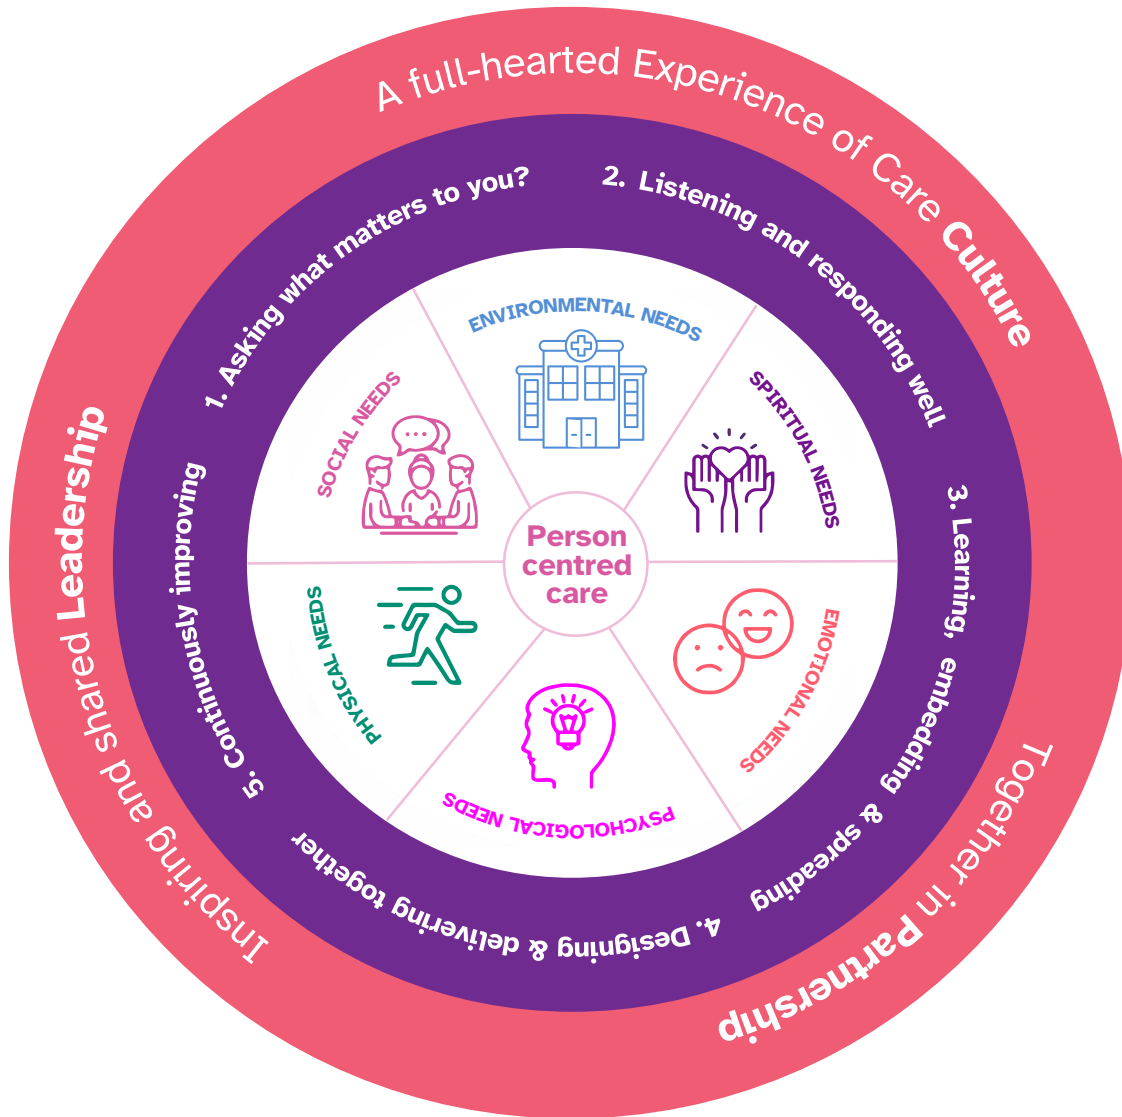 A full-hearted Experience of Care Culture
Together in Partnership
Inspiring and shared Leadership
1. Asking what matters to you?
2. Listening and responding well
3. Learning, embedding & spreading
4. Designing & delivering together
5. Continuously improving
ENVIRONMENTAL NEEDS
SPIRITUAL NEEDS
EMOTIONAL NEEDS
PSYCHOLOGICAL NEEDS
PHYSICAL NEEDS
SOCIAL NEEDS
Person
centred
care